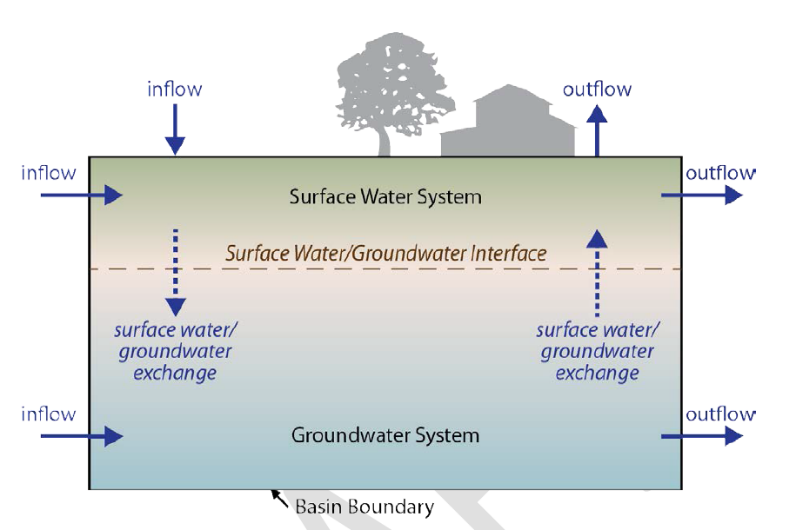 inflow
outflow
inflow
outflow
Surface Water System
Surface Water/Groundwater Interface
surface water/
groundwater
exchange
surface water/
groundwater
exchange
inflow
outflow
Groundwater System
Basin Boundary